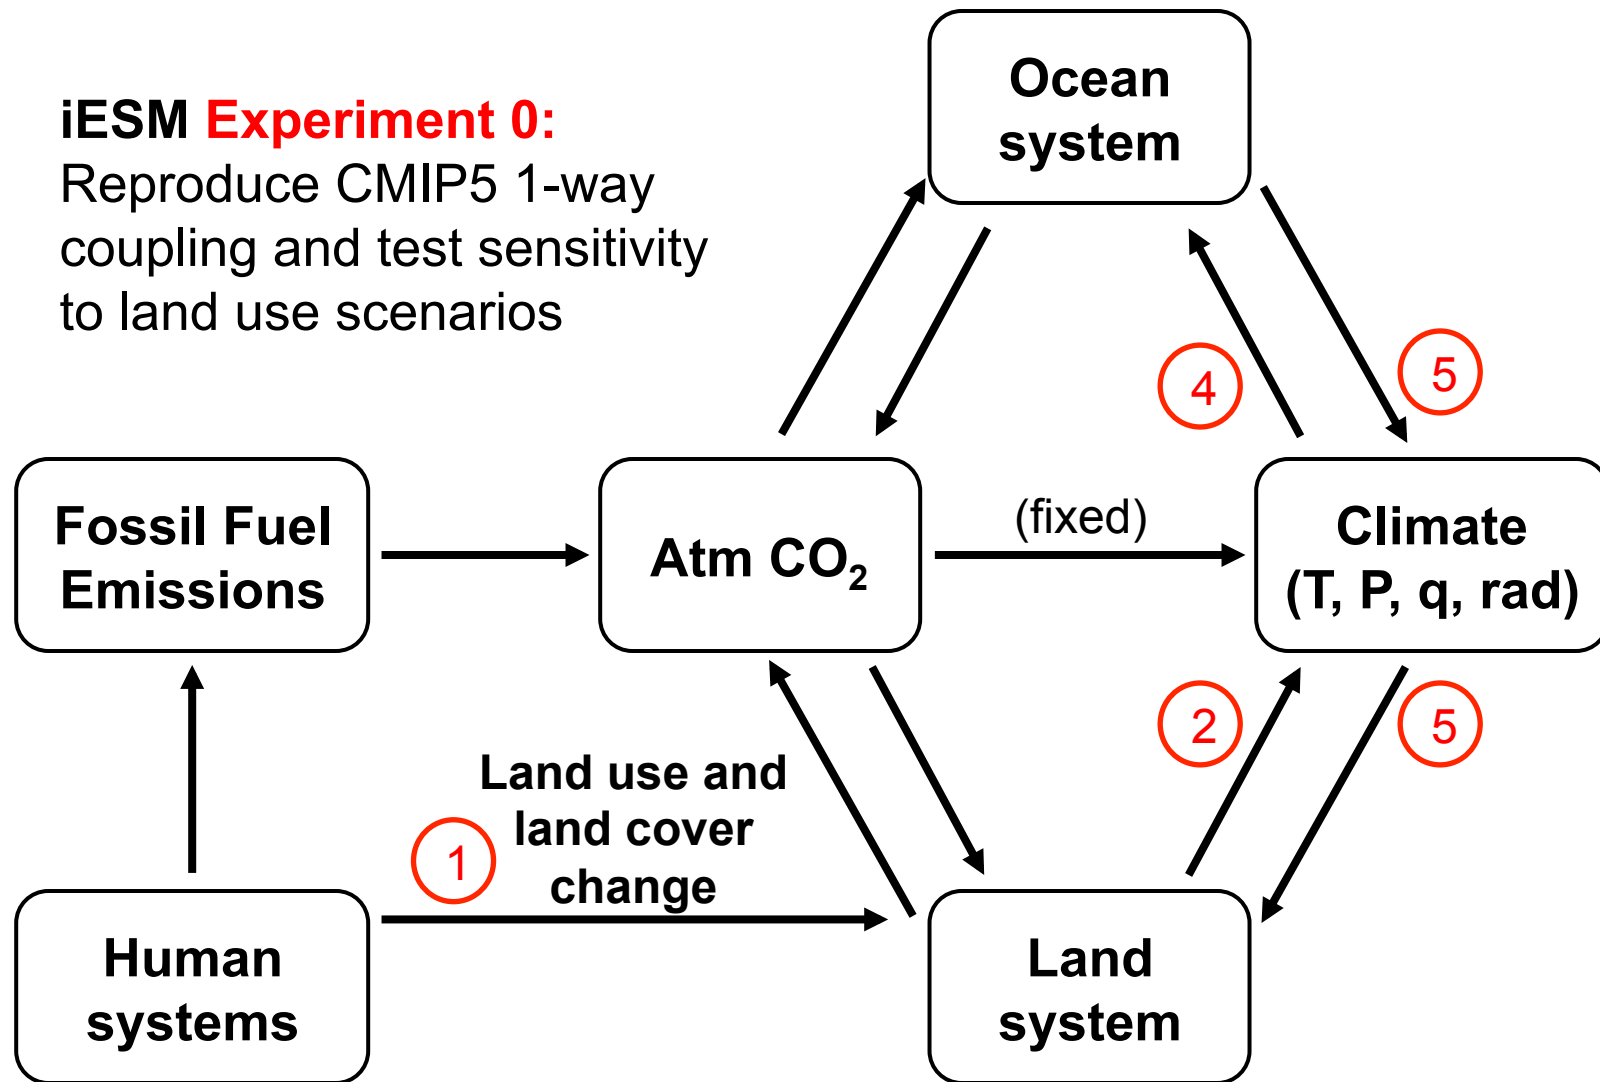 iESM Experiment 0:
Reproduce CMIP5 1-way
coupling and test sensitivity
to land use scenarios
Ocean
system
4
5
Fossil Fuel
Emissions
Atm CO₂
(fixed)
Climate
(T, P, q, rad)
2
5
Land use and
land cover
change
1
Human
systems
Land
system